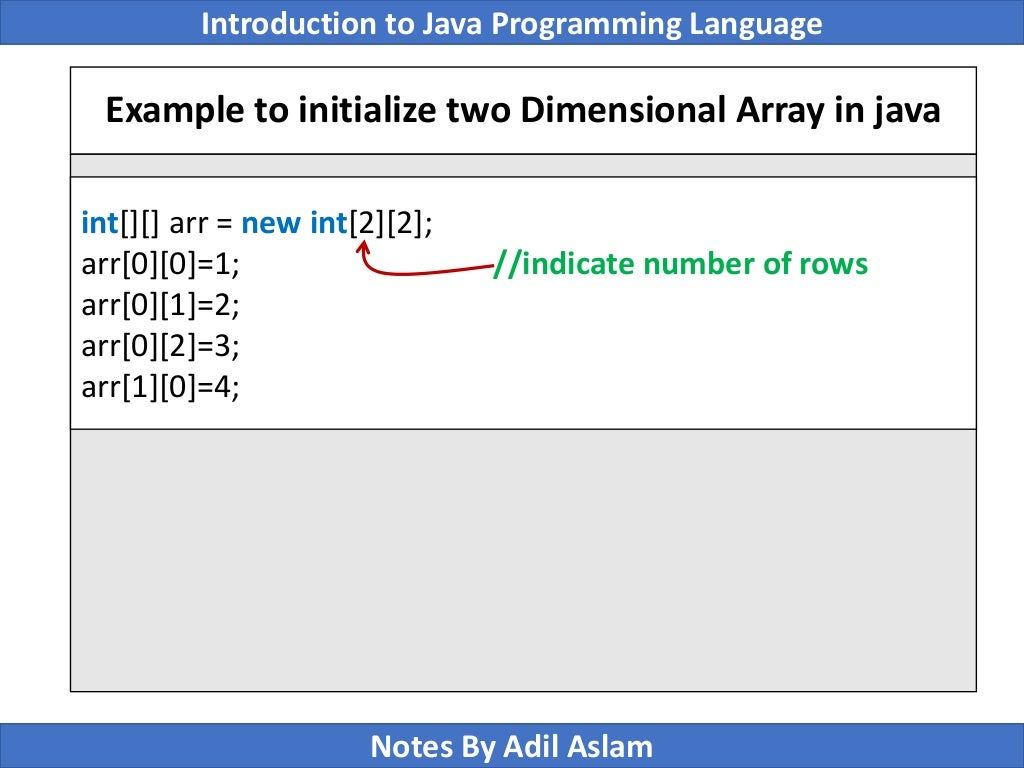 Introduction to Java Programming Language
Example to initialize two Dimensional Array in java
int[][] arr = new int[2][2];
arr[0][0]=1; //indicate number of rows
arr[0][1]=2;
arr[0][2]=3;
arr[1][0]=4;
Notes By Adil Aslam